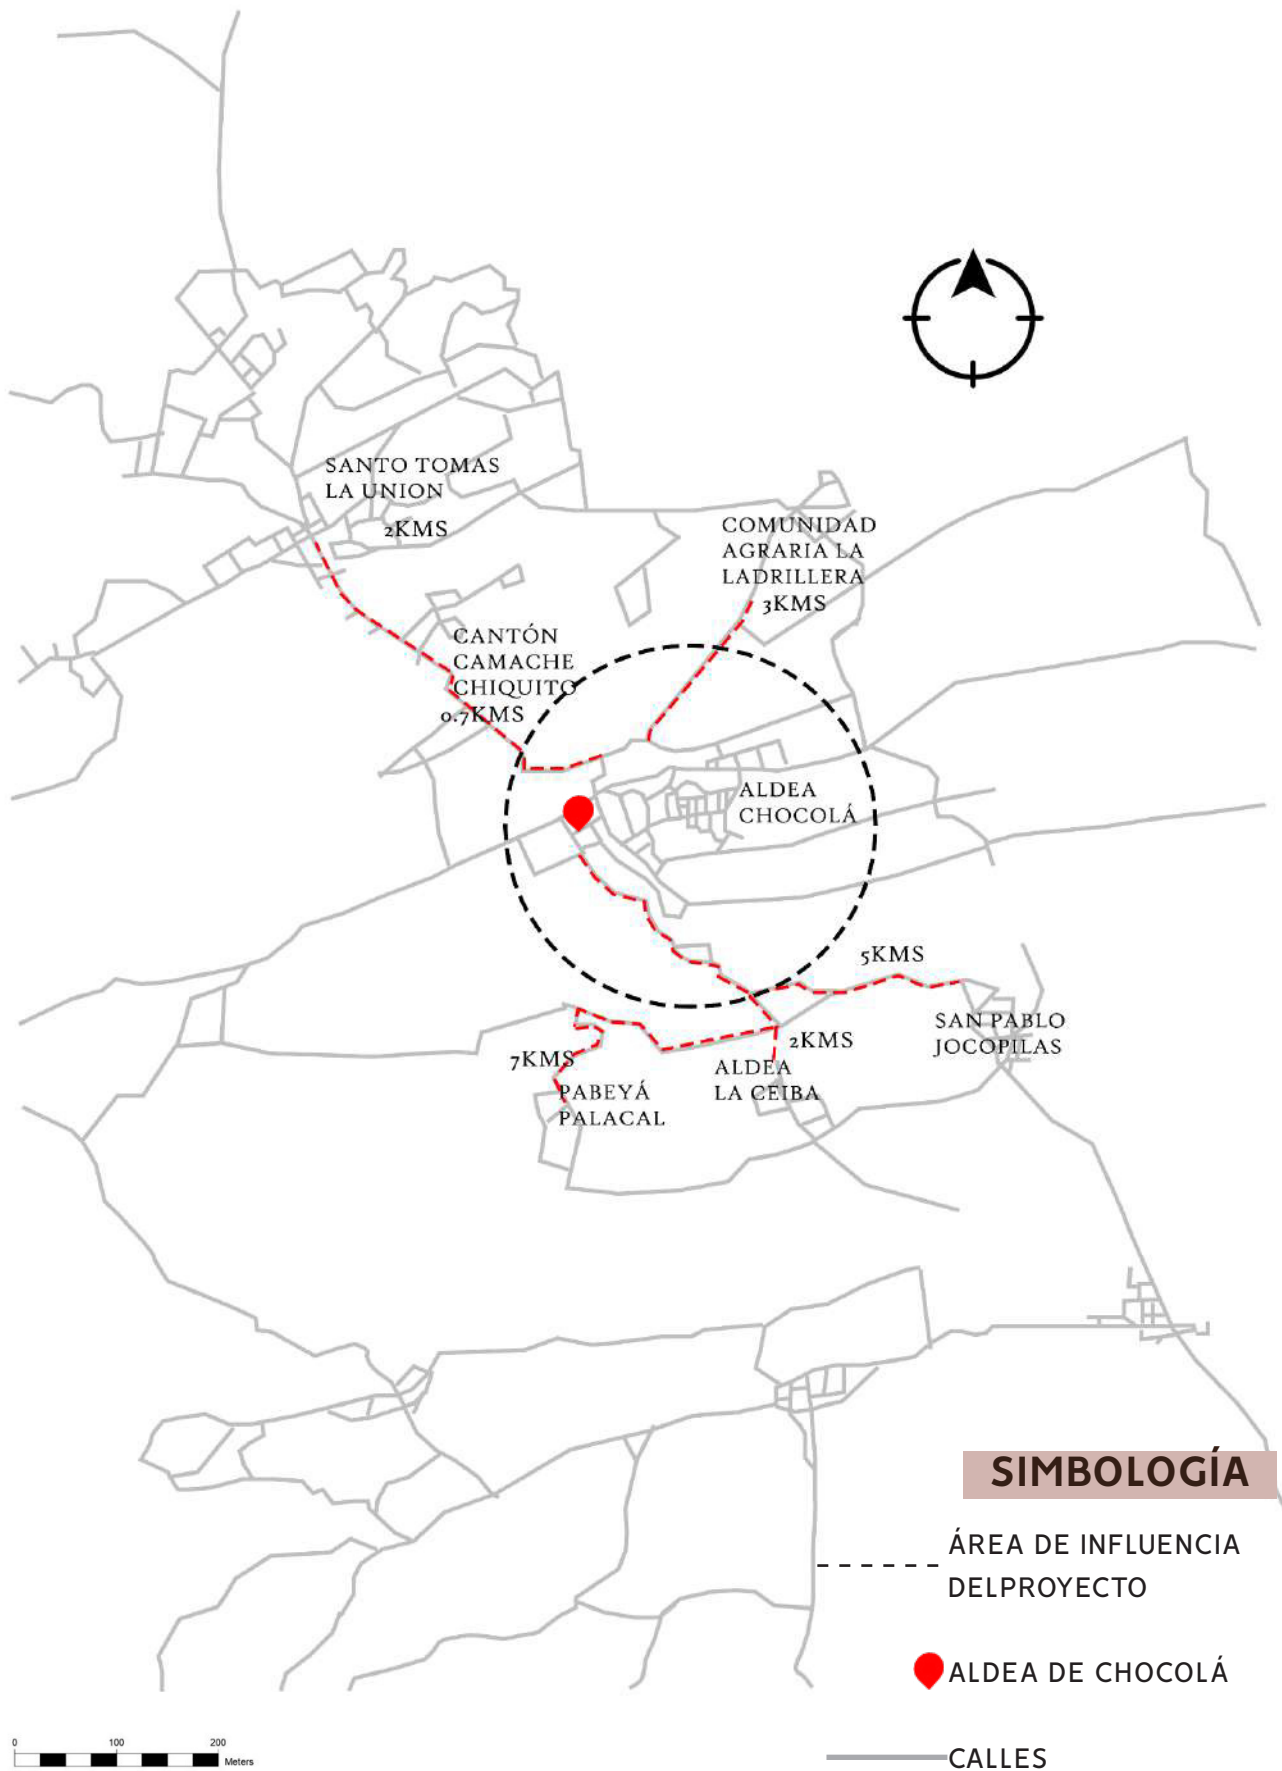 SANTO TOMAS
LA UNION
2KMS
COMUNIDAD
AGRARIA LA
LADRILLERA
3KMS
CANTÓN
CAMACHE
CHIQUITO
0.7KMS
ALDEA
CHOCOLÁ
5KMS
SAN PABLO
JOCOPILAS
2KMS
ALDEA
LA CEIBA
7KMS
PABEYÁ
PALACAL
SIMBOLOGÍA
ÁREA DE INFLUENCIA
DELPROYECTO
ALDEA DE CHOCOLÁ
CALLES
0 100 200
Meters